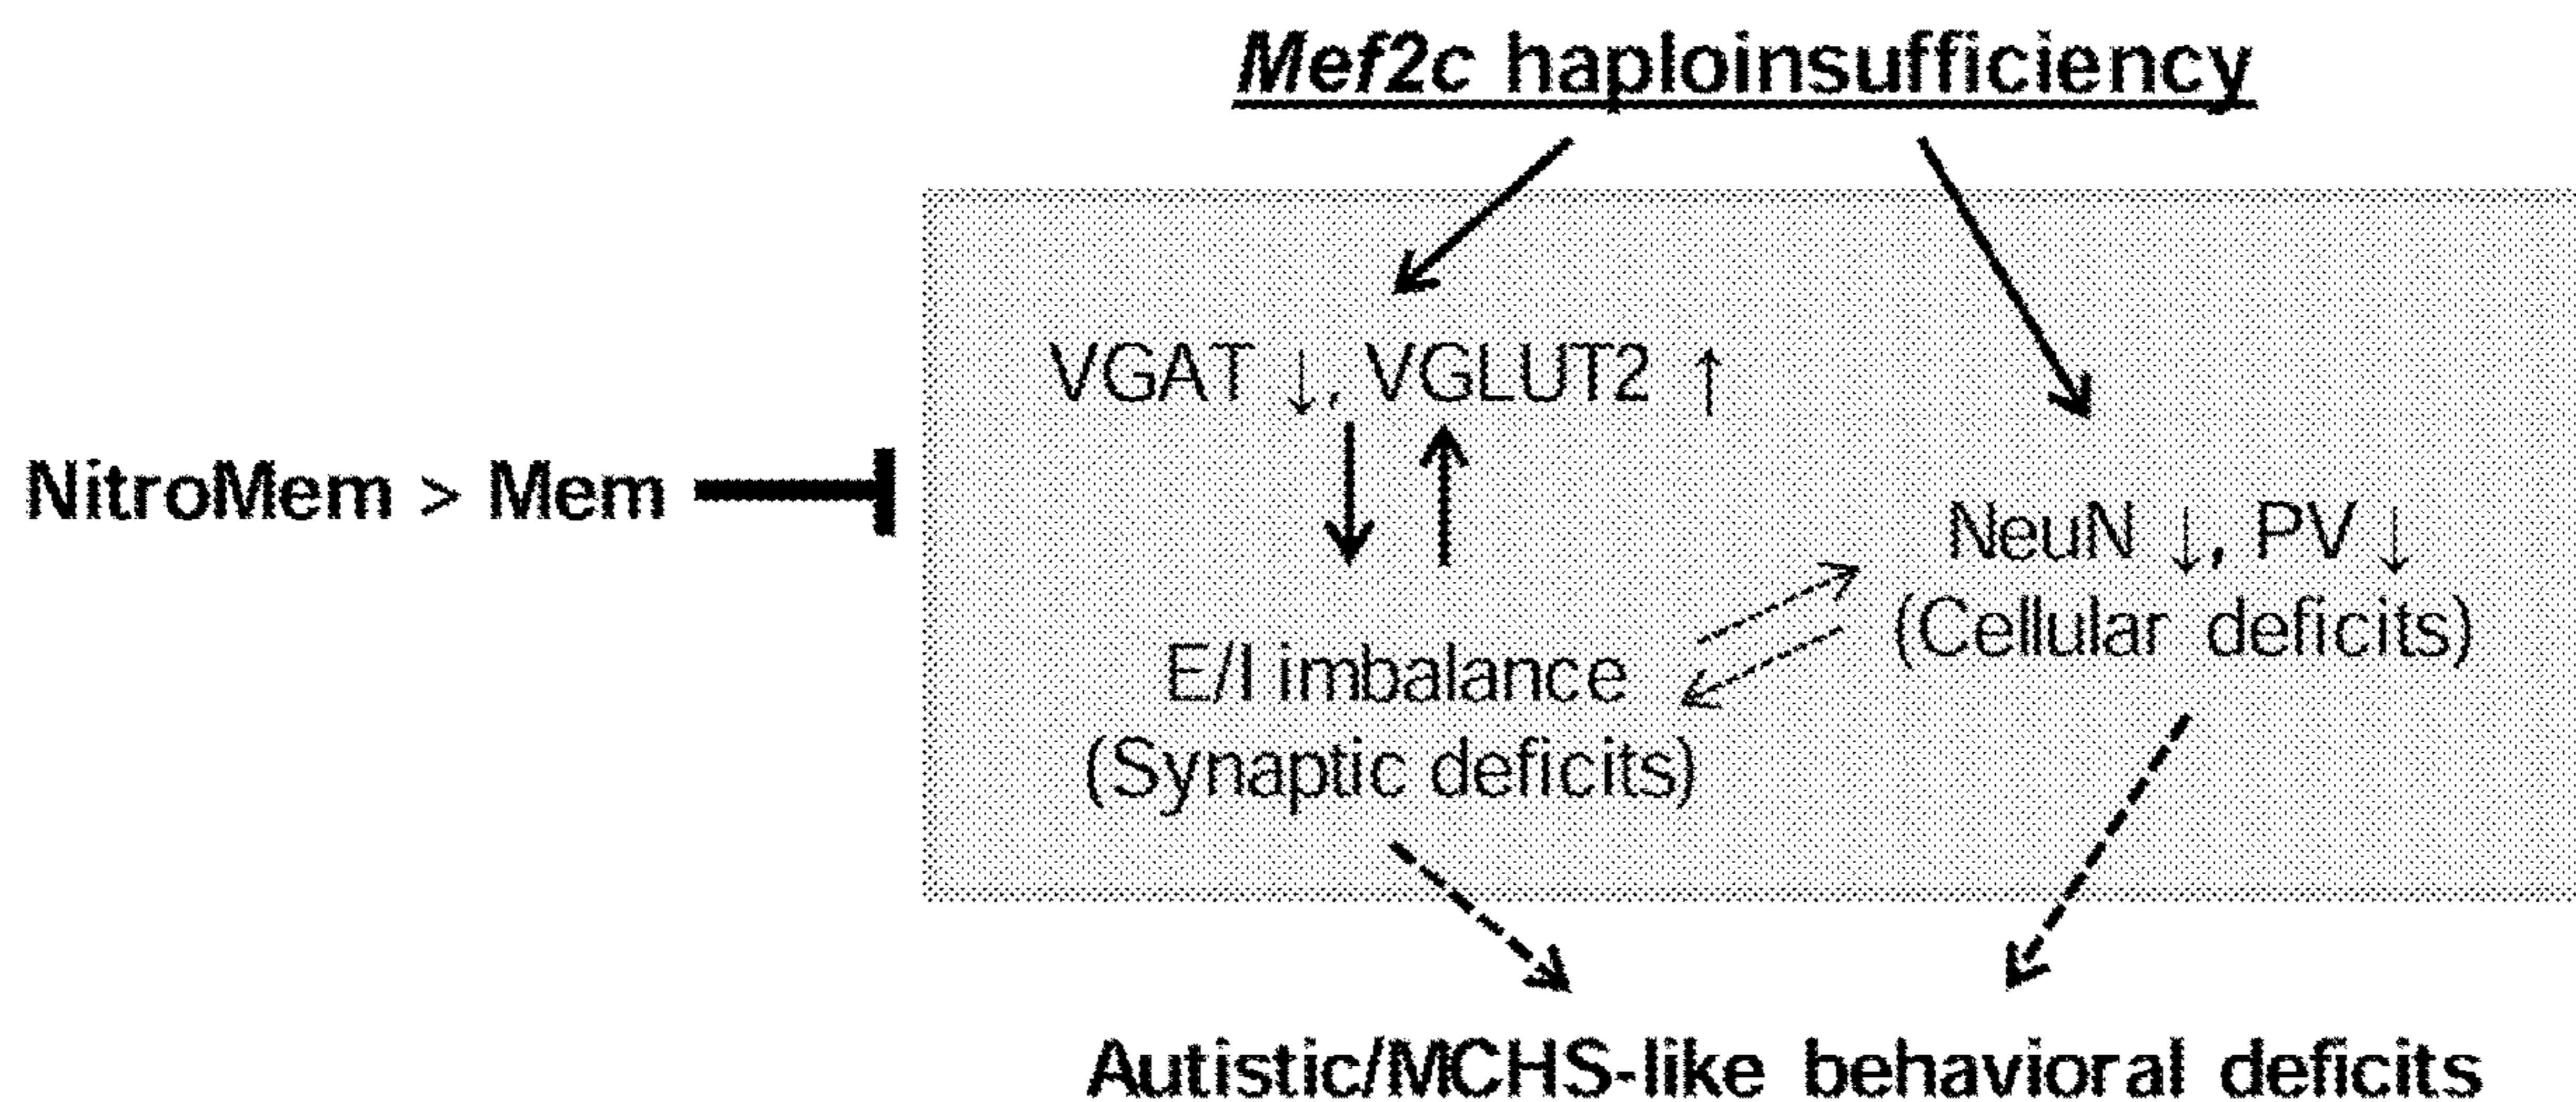 Mef2c haploinsufficiency
VGAT ↓, VGLUT2 ↑
NitroMem > Mem
NeuN ↓, PV ↓
(Cellular deficits)
E/I imbalance
(Synaptic deficits)
Autistic/MCHS-like behavioral deficits